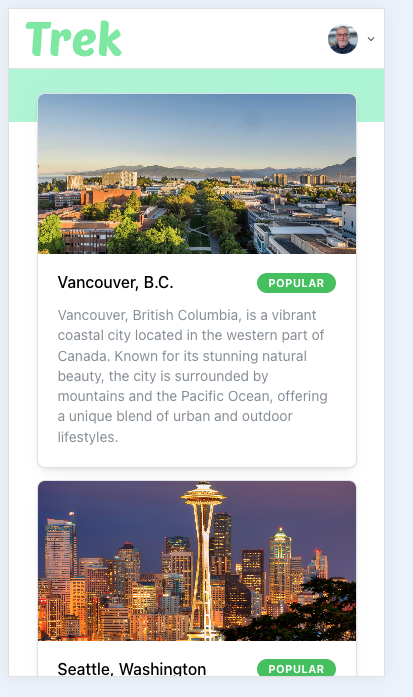 Trek
Vancouver, B.C.
POPULAR
Vancouver, British Columbia, is a vibrant
coastal city located in the western part of
Canada. Known for its stunning natural
beauty, the city is surrounded by
mountains and the Pacific Ocean, offering
a unique blend of urban and outdoor
lifestyles.
Seattle, Washington
POPULAR